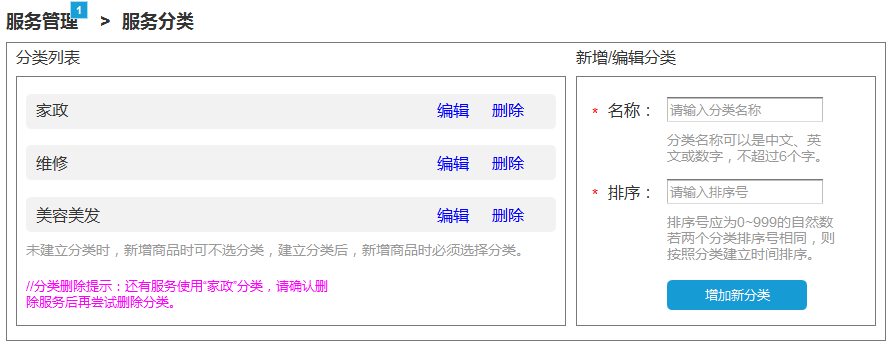 服务管理 1 > 服务分类
分类列表
家政 编辑 删除
维修 编辑 删除
美容美发 编辑 删除
未建立分类时，新增商品时可不选分类，建立分类后，新增商品时必须选择分类。
//分类删除提示：还有服务使用“家政”分类，请确认删
除服务后再尝试删除分类。
新增/编辑分类
* 名称： 请输入分类名称
分类名称可以是中文、英
文或数字，不超过6个字。
* 排序： 请输入排序号
排序号应为0~999的自然数
若两个分类排序号相同，则
按照分类建立时间排序。
增加新分类